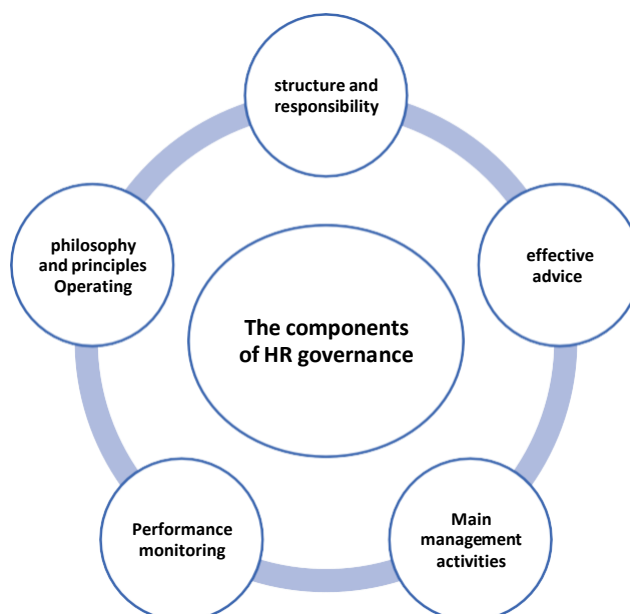 structure and
responsibility
effective
advice
Main
management
activities
Performance
monitoring
philosophy
and principles
Operating
The components
of HR governance